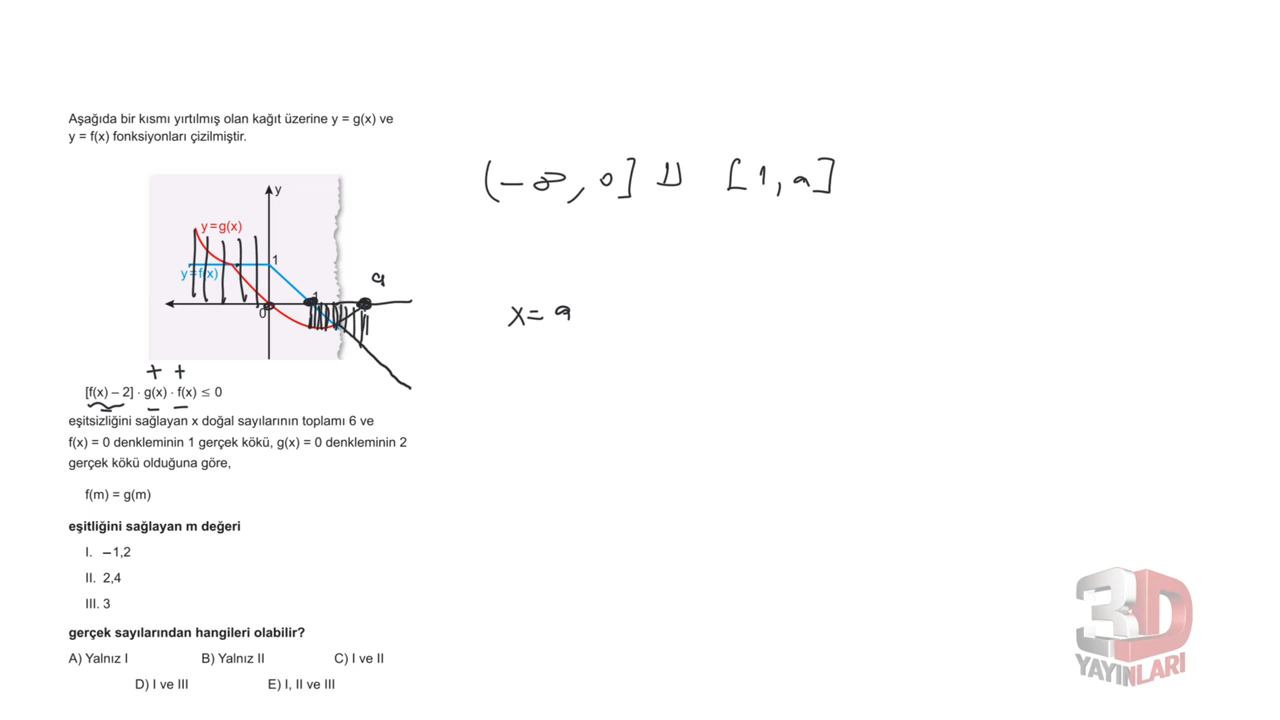 Aşağıda bir kısmı yırtılmış olan kağıt üzerine y = g(x) ve
y = f(x) fonksiyonları çizilmiştir.
(-∞, 0] ∪ [1, a]
y
y=g(x)
1
y=f(x)
a
1
0
x = a
+ +
[f(x) – 2] · g(x) · f(x) ≤ 0
eşitsizliğini sağlayan x doğal sayılarının toplamı 6 ve
f(x) = 0 denkleminin 1 gerçek kökü, g(x) = 0 denkleminin 2
gerçek kökü olduğuna göre,
f(m) = g(m)
eşitliğini sağlayan m değeri
I. –1,2
II. 2,4
III. 3
gerçek sayılarından hangileri olabilir?
A) Yalnız I B) Yalnız II C) I ve II
D) I ve III E) I, II ve III
3D
YAYINLARI